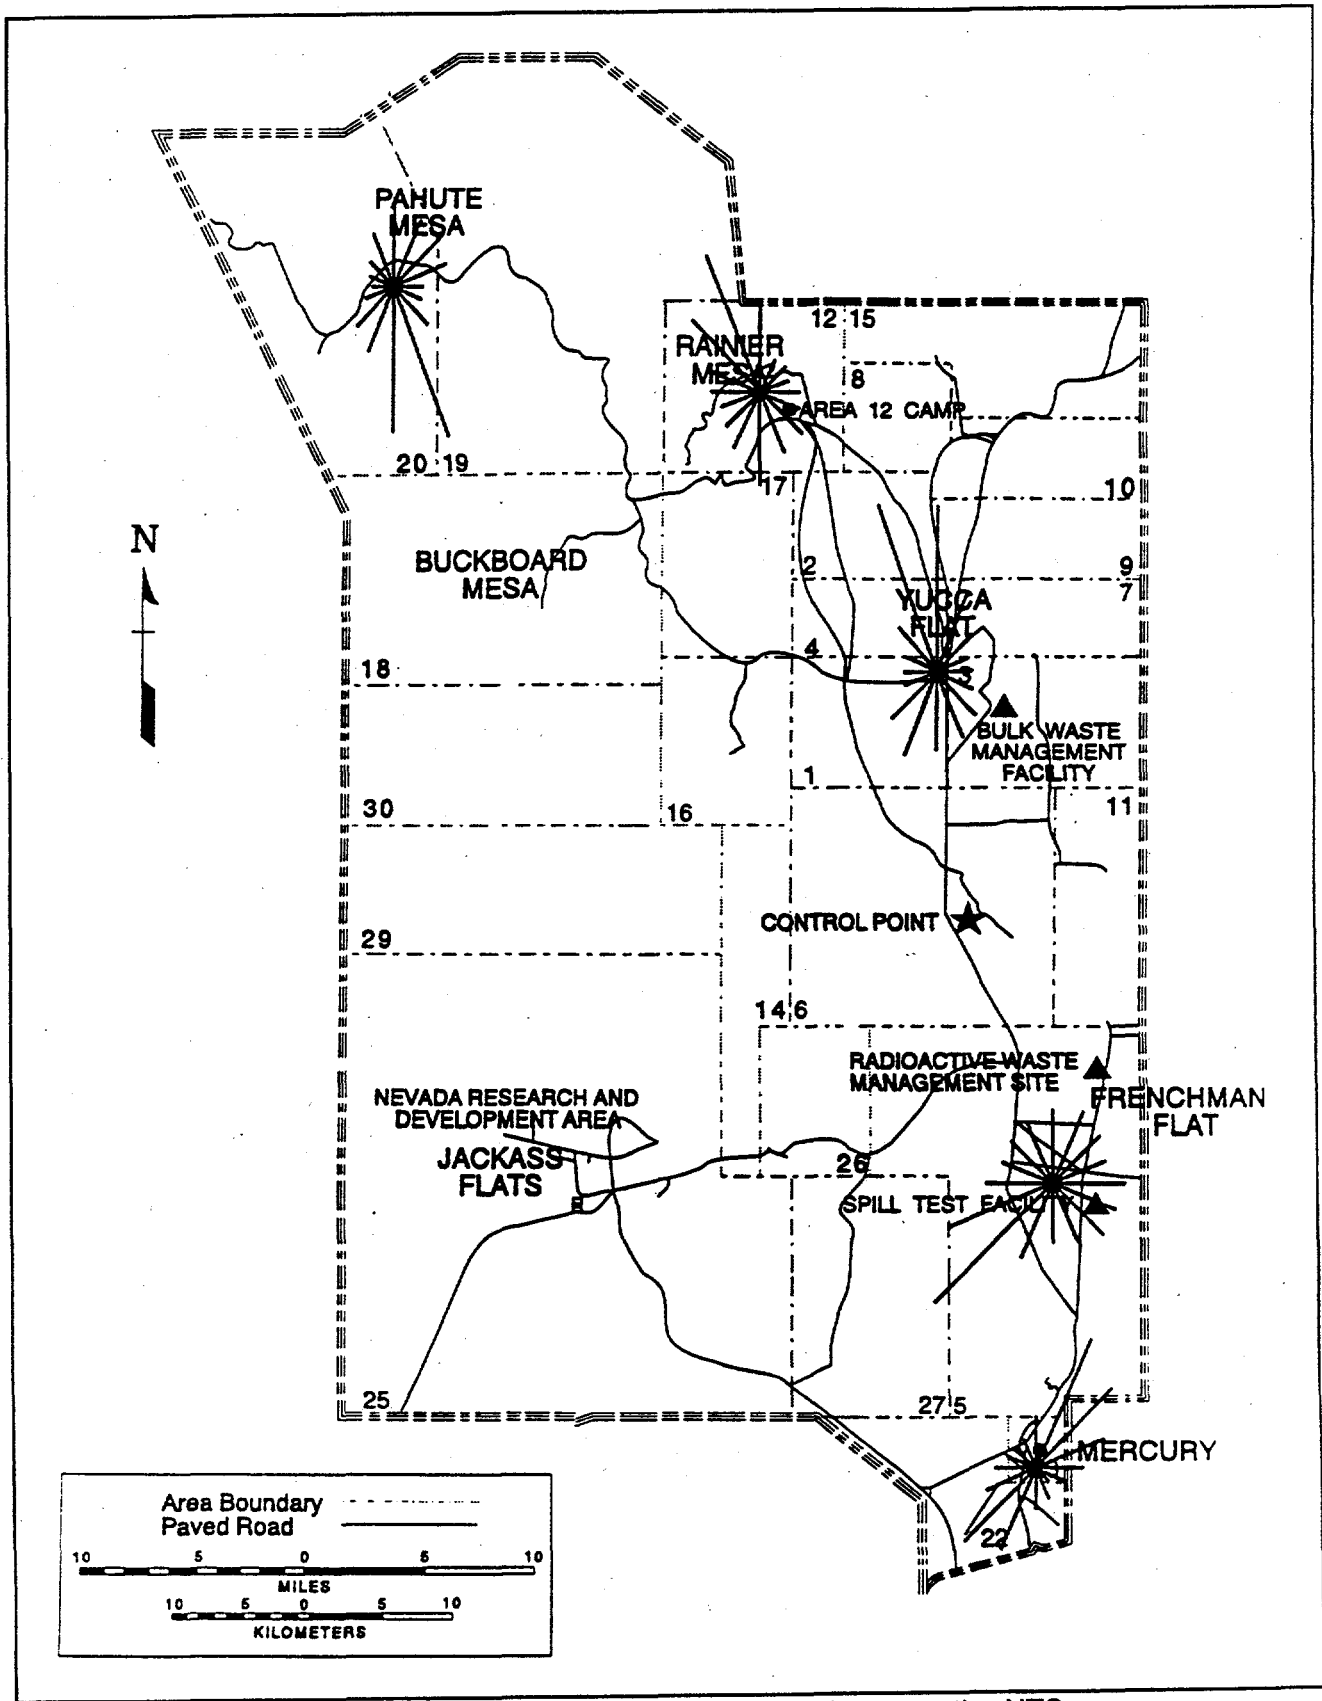 PAHUTE
MESA
12 15
RAINIER
MESA
8
AREA 12 CAMP
20 19
17
10
N
BUCKBOARD
MESA
2
9
7
YUCCA
FLAT
4
18
3
BULK WASTE
MANAGEMENT
FACILITY
1
30
16
11
CONTROL POINT
29
14 6
RADIOACTIVE WASTE
MANAGEMENT SITE
NEVADA RESEARCH AND
DEVELOPMENT AREA
FRENCHMAN
FLAT
JACKASS
FLATS
26
SPILL TEST FACILITY
25
27 5
MERCURY
22
Area Boundary
Paved Road
10 5 0 5 10
MILES
10 5 0 5 10
KILOMETERS